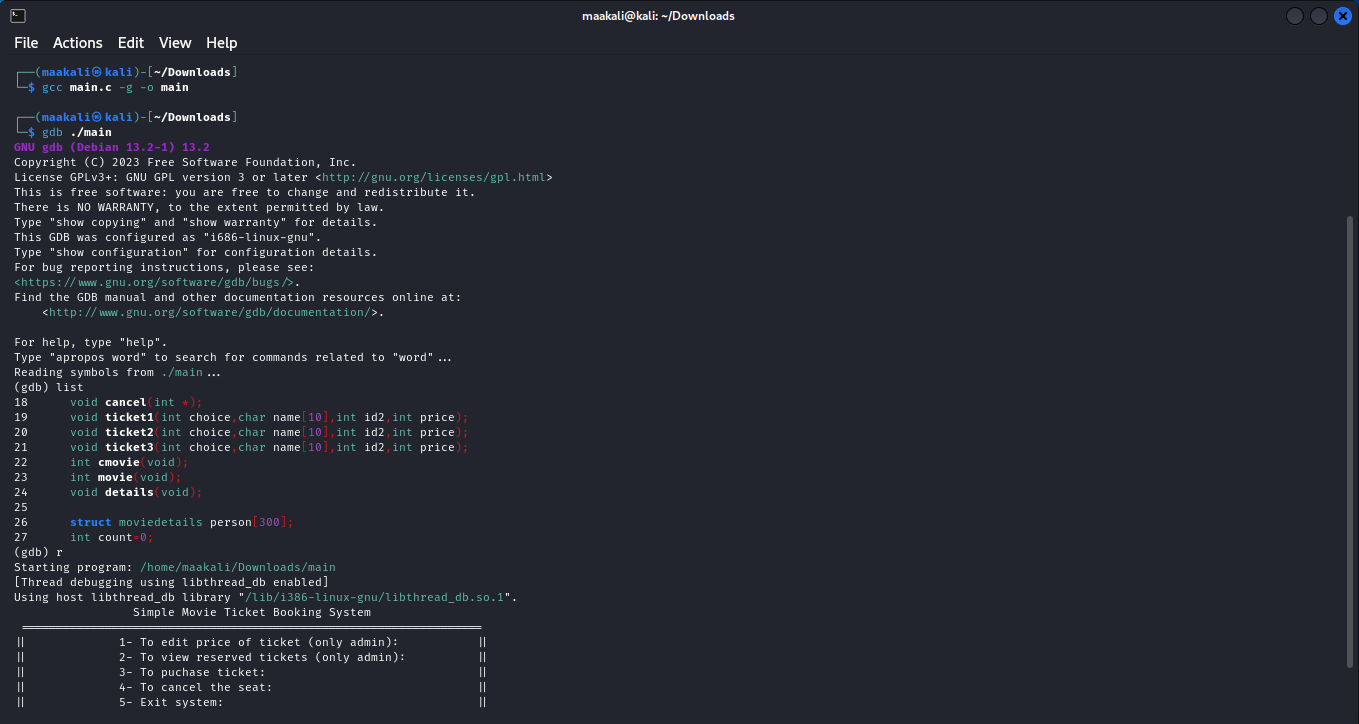 maakali@kali: ~/Downloads
File Actions Edit View Help
┌──(maakali㉿kali)-[~/Downloads]
└─$ gcc main.c -g -o main
┌──(maakali㉿kali)-[~/Downloads]
└─$ gdb ./main
GNU gdb (Debian 13.2-1) 13.2
Copyright (C) 2023 Free Software Foundation, Inc.
License GPLv3+: GNU GPL version 3 or later <http://gnu.org/licenses/gpl.html>
This is free software: you are free to change and redistribute it.
There is NO WARRANTY, to the extent permitted by law.
Type "show copying" and "show warranty" for details.
This GDB was configured as "i686-linux-gnu".
Type "show configuration" for configuration details.
For bug reporting instructions, please see:
<https://www.gnu.org/software/gdb/bugs/>.
Find the GDB manual and other documentation resources online at:
    <http://www.gnu.org/software/gdb/documentation/>.
For help, type "help".
Type "apropos word" to search for commands related to "word"...
Reading symbols from ./main...
(gdb) list
18      void cancel(int *);
19      void ticket1(int choice,char name[10],int id2,int price);
20      void ticket2(int choice,char name[10],int id2,int price);
21      void ticket3(int choice,char name[10],int id2,int price);
22      int cmovie(void);
23      int movie(void);
24      void details(void);
25
26      struct moviedetails person[300];
27      int count=0;
(gdb) r
Starting program: /home/maakali/Downloads/main
[Thread debugging using libthread_db enabled]
Using host libthread_db library "/lib/i386-linux-gnu/libthread_db.so.1".
                 Simple Movie Ticket Booking System
 ==================================================================
||             1- To edit price of ticket (only admin):            ||
||             2- To view reserved tickets (only admin):           ||
||             3- To puchase ticket:                               ||
||             4- To cancel the seat:                              ||
||             5- Exit system:                                     ||